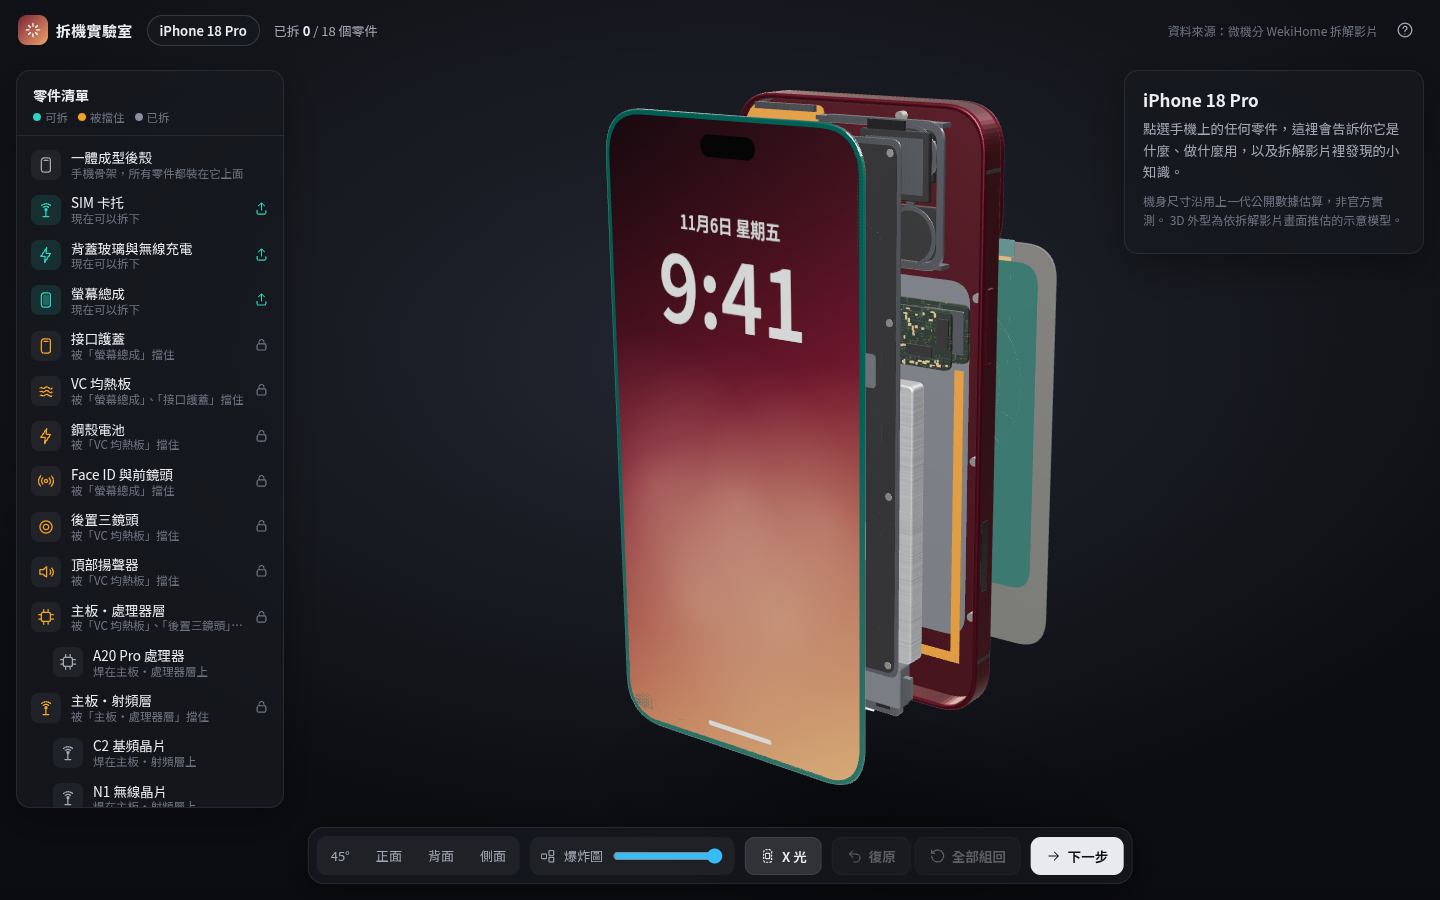 拆機實驗室
iPhone 18 Pro
已拆 0 / 18 個零件
資料來源：微機分 WekiHome 拆解影片
零件清單
可拆 被擋住 已拆
一體成型後殼
手機骨架，所有零件都裝在它上面
SIM 卡托
現在可以拆下
背蓋玻璃與無線充電
現在可以拆下
螢幕總成
現在可以拆下
接口護蓋
被「螢幕總成」擋住
VC 均熱板
被「螢幕總成」、「接口護蓋」擋住
鋼殼電池
被「VC 均熱板」擋住
Face ID 與前鏡頭
被「螢幕總成」擋住
後置三鏡頭
被「VC 均熱板」擋住
頂部揚聲器
被「VC 均熱板」擋住
主板・處理器層
被「VC 均熱板」、「後置三鏡頭」…
A20 Pro 處理器
焊在主板・處理器層上
主板・射頻層
被「主板・處理器層」擋住
C2 基頻晶片
焊在主板・射頻層上
N1 無線晶片
焊在主板・射頻層上
11月6日 星期五
9:41
iPhone 18 Pro
點選手機上的任何零件，這裡會告訴你它是
什麼、做什麼用，以及拆解影片裡發現的小
知識。
機身尺寸沿用上一代公開數據估算，非官方實
測。 3D 外型為依拆解影片畫面推估的示意模型。
45°
正面
背面
側面
爆炸圖
X 光
復原
全部組回
下一步